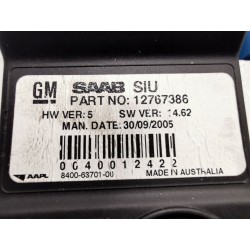 GM SAAB SIU
PART NO: 12767386
HW VER: 5 SW VER: 14.62
MAN. DATE: 30/09/2005
0040012422
8400-63701-00
MADE IN AUSTRALIA
AAPL